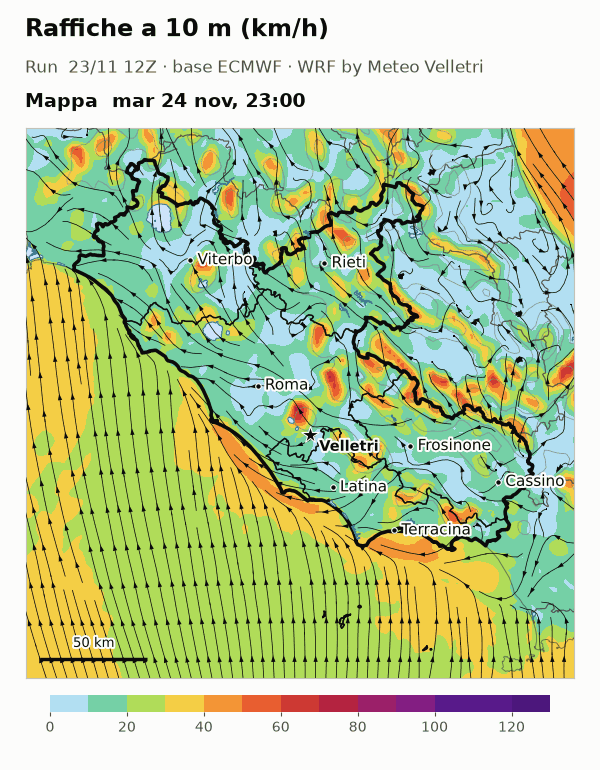 Raffiche a 10 m (km/h)
Run  23/11 12Z · base ECMWF · WRF by Meteo Velletri
Mappa  mar 24 nov, 23:00
Viterbo
Rieti
Roma
Velletri
Frosinone
Cassino
Latina
Terracina
50 km
0 20 40 60 80 100 120